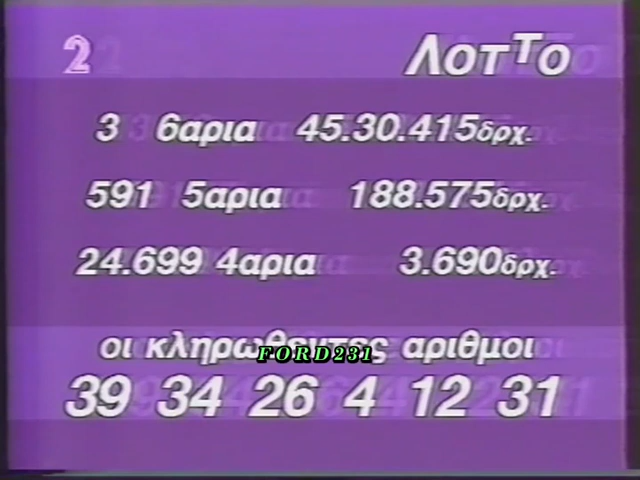 2 Λοττο
3 6αρια 45.30.415δρχ.
591 5αρια 188.575δρχ.
24.699 4αρια 3.690δρχ.
οι κληρωθεντες αριθμοι
FORD231
39 34 26 4 12 31